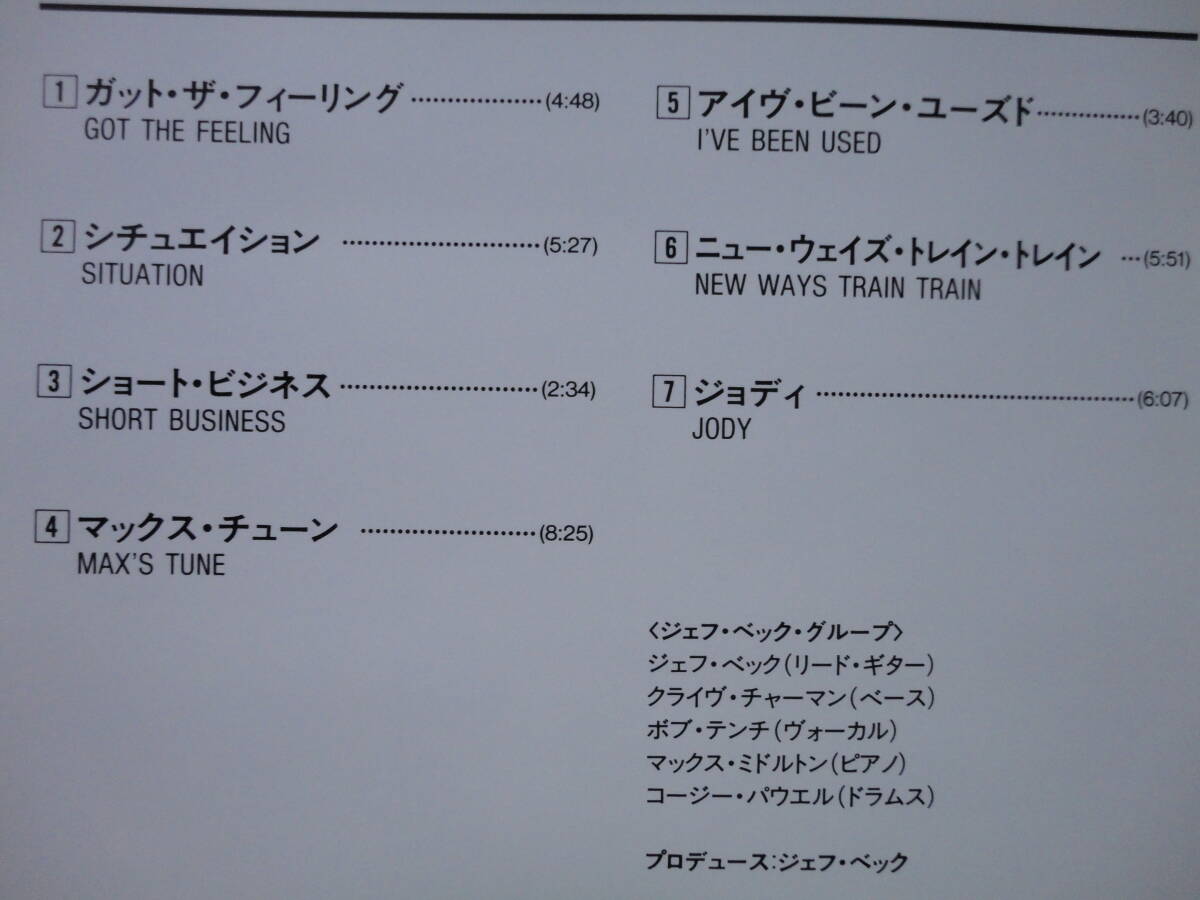 1 ガット・ザ・フィーリング ………………(4:48)
GOT THE FEELING
2 シチュエイション ………………………(5:27)
SITUATION
3 ショート・ビジネス ………………………(2:34)
SHORT BUSINESS
4 マックス・チューン ……………………(8:25)
MAX'S TUNE
5 アイヴ・ビーン・ユーズド ……………(3:40)
I'VE BEEN USED
6 ニュー・ウェイズ・トレイン・トレイン …(5:51)
NEW WAYS TRAIN TRAIN
7 ジョディ ……………………………………(6:07)
JODY
〈ジェフ・ベック・グループ〉
ジェフ・ベック(リード・ギター)
クライヴ・チャーマン(ベース)
ボブ・テンチ(ヴォーカル)
マックス・ミドルトン(ピアノ)
コージー・パウエル(ドラムス)
プロデュース:ジェフ・ベック